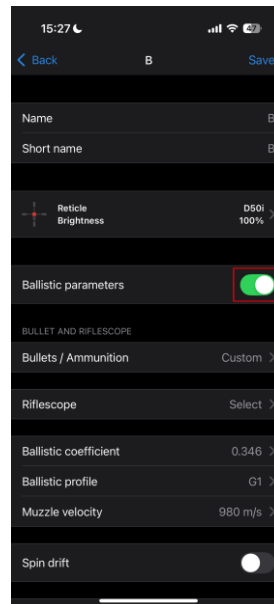 15:27
47
Back B Save
Name B
Short name B
Reticle D50i
Brightness 100%
Ballistic parameters
BULLET AND RIFLESCOPE
Bullets / Ammunition Custom
Riflescope Select
Ballistic coefficient 0.346
Ballistic profile G1
Muzzle velocity 980 m/s
Spin drift